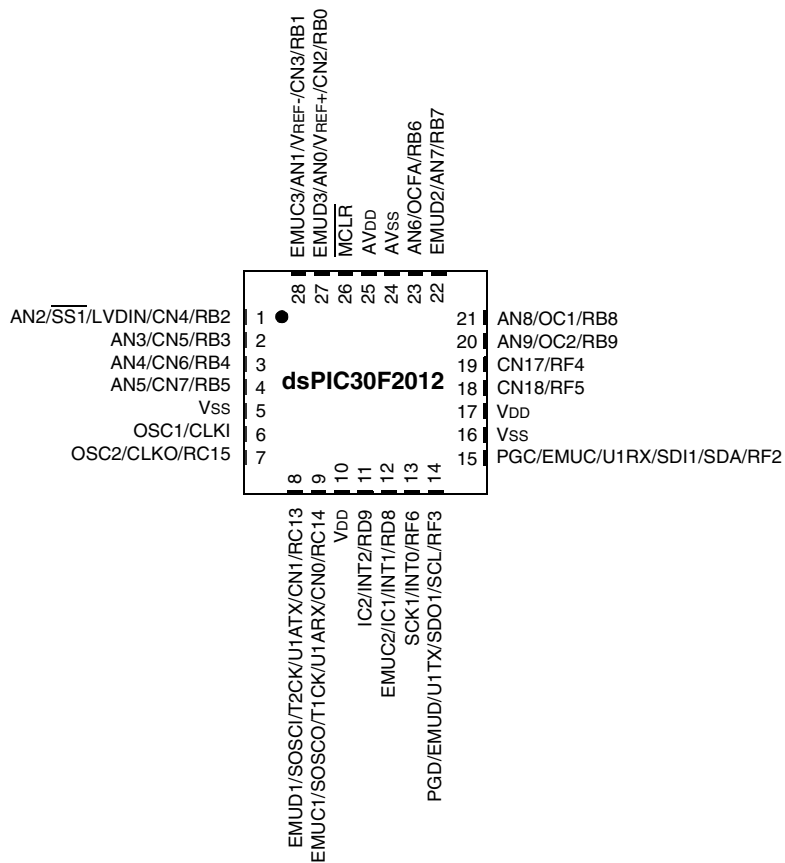 EMUC3/AN1/VREF-/CN3/RB1
EMUD3/AN0/VREF+/CN2/RB0
MCLR
AVDD
AVSS
AN6/OCFA/RB6
EMUD2/AN7/RB7
28
27
26
25
24
23
22
AN2/SS1/LVDIN/CN4/RB2 1
AN3/CN5/RB3 2
AN4/CN6/RB4 3
AN5/CN7/RB5 4
VSS 5
OSC1/CLKI 6
OSC2/CLKO/RC15 7
dsPIC30F2012
21 AN8/OC1/RB8
20 AN9/OC2/RB9
19 CN17/RF4
18 CN18/RF5
17 VDD
16 VSS
15 PGC/EMUC/U1RX/SDI1/SDA/RF2
8
9
10
11
12
13
14
EMUD1/SOSCI/T2CK/U1ATX/CN1/RC13
EMUC1/SOSCO/T1CK/U1ARX/CN0/RC14
VDD
IC2/INT2/RD9
EMUC2/IC1/INT1/RD8
SCK1/INT0/RF6
PGD/EMUD/U1TX/SDO1/SCL/RF3